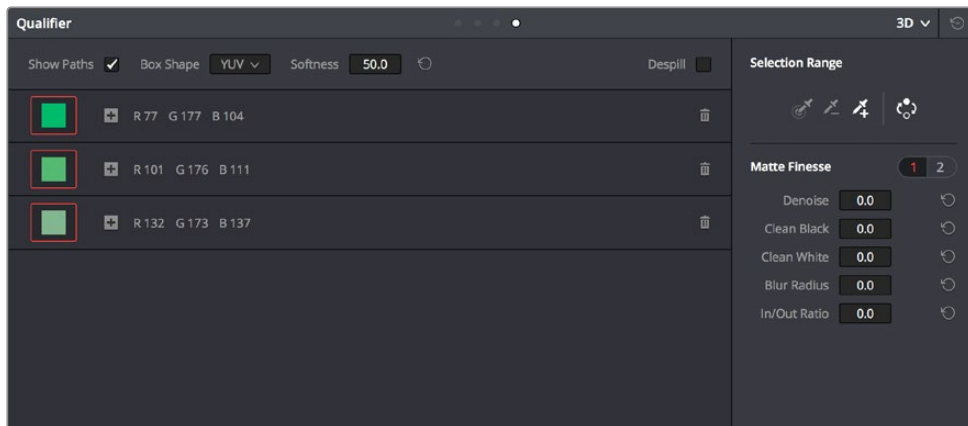 Qualifier 3D
Show Paths Box Shape YUV Softness 50.0 Despill Selection Range
R 77 G 177 B 104
R 101 G 176 B 111
R 132 G 173 B 137
Matte Finesse 1 2
Denoise 0.0
Clean Black 0.0
Clean White 0.0
Blur Radius 0.0
In/Out Ratio 0.0